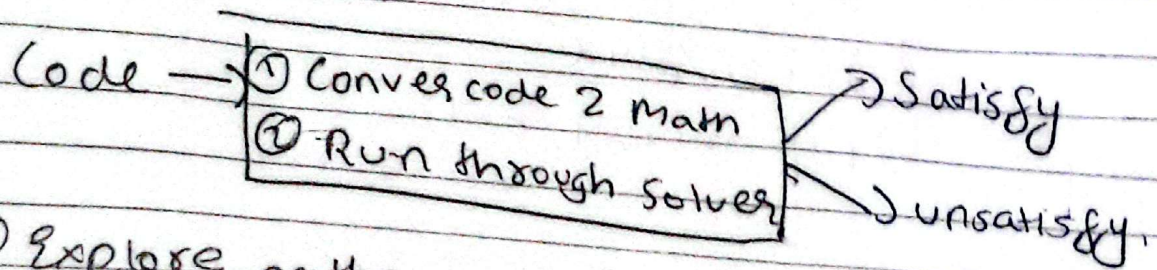 Code → ① Conver code 2 Math
② Run through Solver
→ Satisfy
→ unsatisfy.
Explore